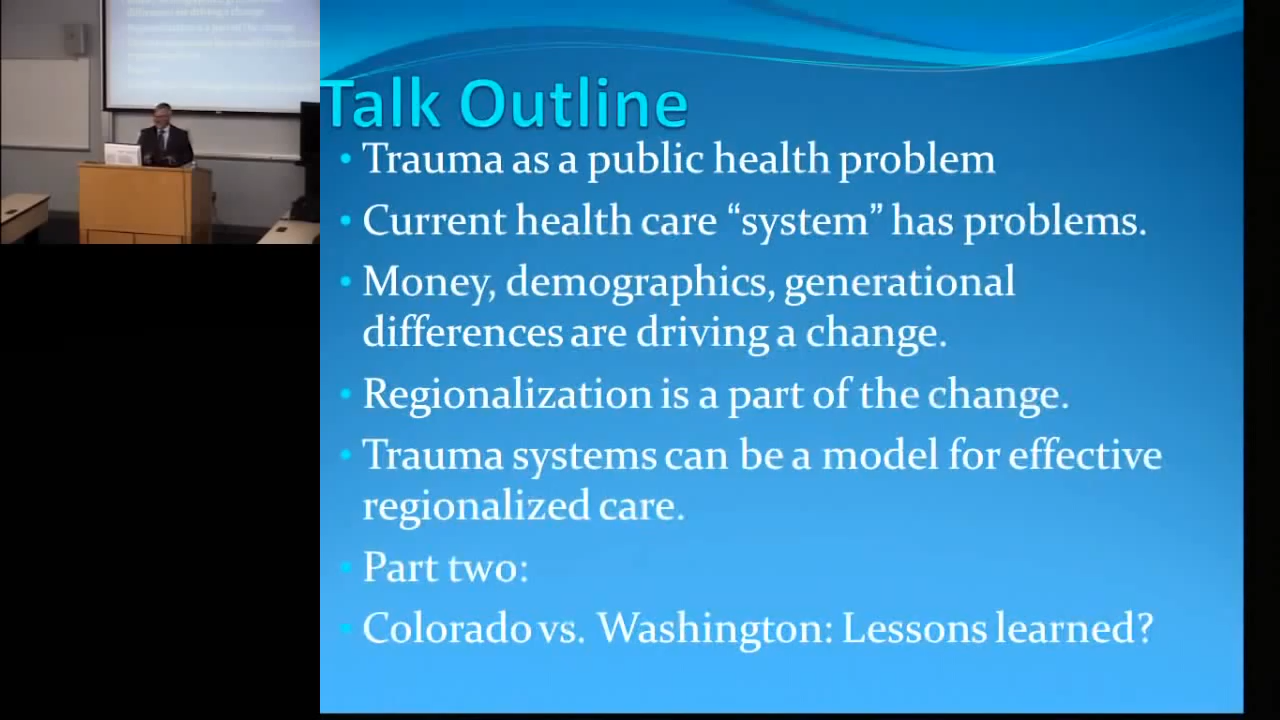 Talk Outline
• Trauma as a public health problem
• Current health care “system” has problems.
• Money, demographics, generational
differences are driving a change.
• Regionalization is a part of the change.
• Trauma systems can be a model for effective
regionalized care.
• Part two:
• Colorado vs. Washington: Lessons learned?